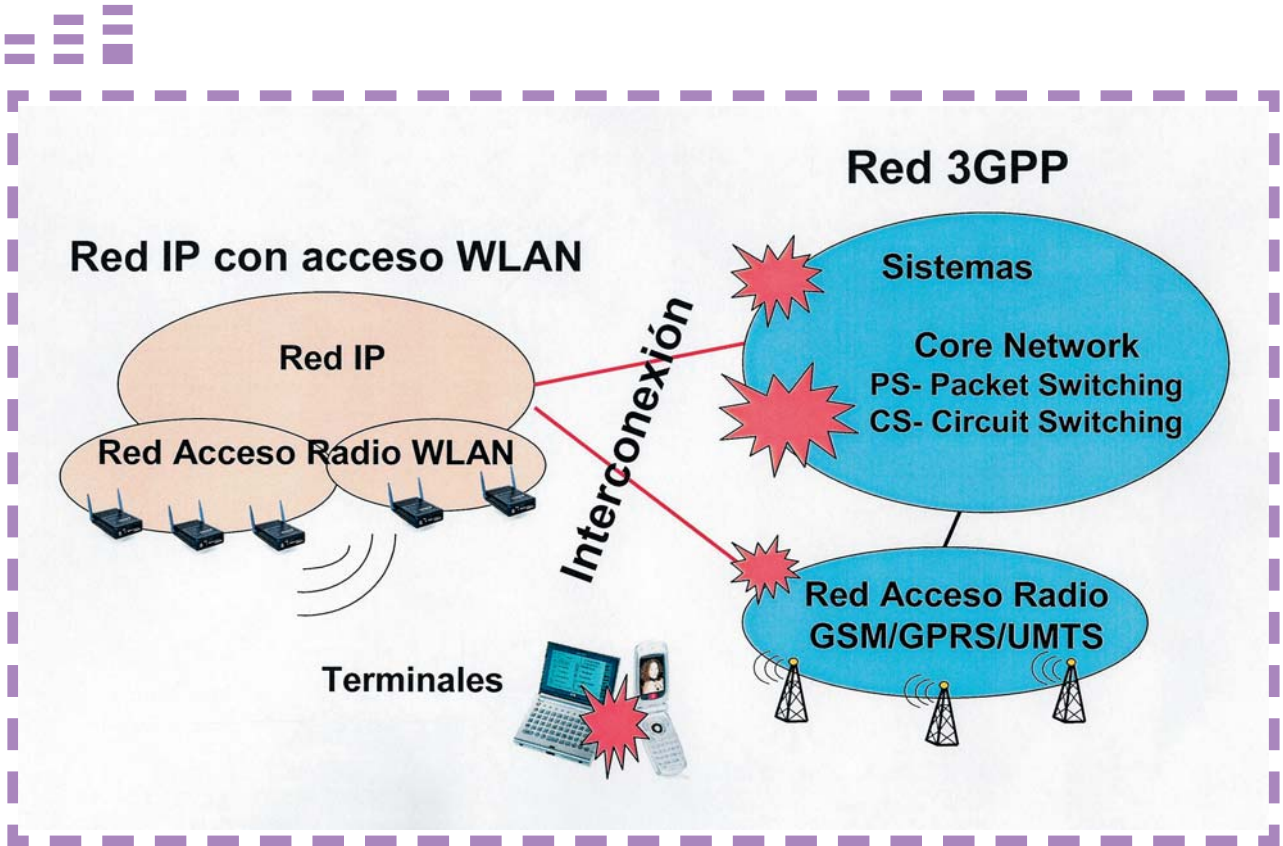 Red 3GPP
Red IP con acceso WLAN
Sistemas
Red IP
Core Network
PS- Packet Switching
CS- Circuit Switching
Red Acceso Radio WLAN
Interconexión
Red Acceso Radio
GSM/GPRS/UMTS
Terminales